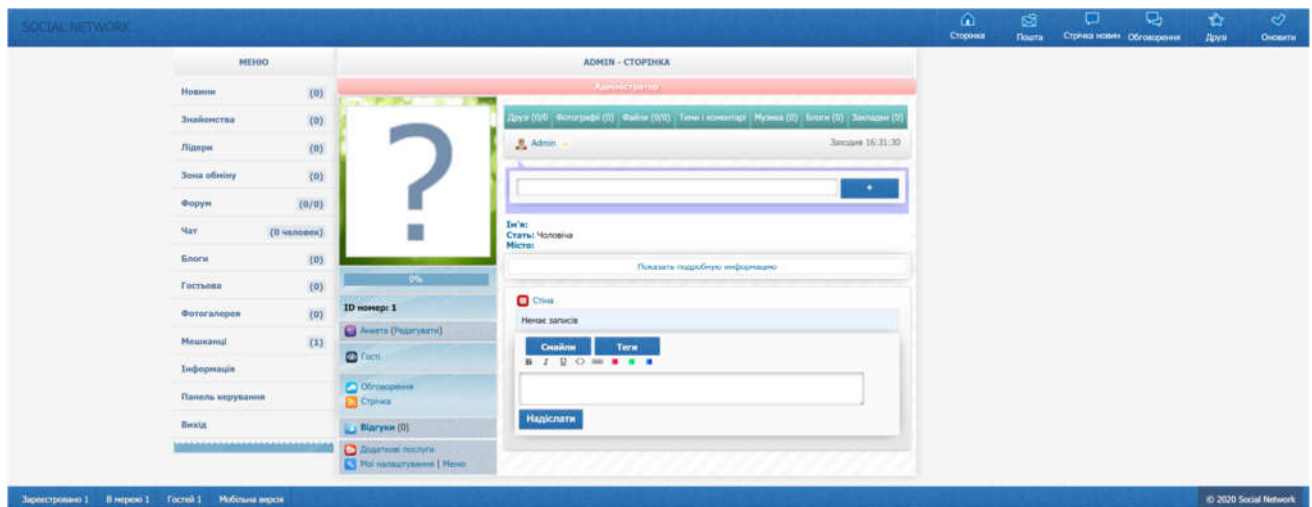 SOCIAL NETWORK
Сторінка Пошта Стрічка новин Обговорення Друзі Оновити
МЕНЮ
Новини (0)
Знайомства (0)
Лідери (0)
Зона обміну (0)
Форум (0/0)
Чат (0 человек)
Блоги (0)
Гостьова (0)
Фотогалерея (0)
Мешканці (1)
Інформація
Панель керування
Вихід
ADMIN - СТОРІНКА
Адміністратор
?
0%
ID номер: 1
Анкета (Редагувати)
Гості
Обговорення
Стрічка
Відгуки (0)
Додаткові послуги
Мої налаштування | Меню
Друзі (0/0 Фотографії (0) Файли (0/0) Теми і коментарі Музика (0) Блоги (0) Закладки (0)
Admin Заходив 16:31:30
+
Ім'я:
Стать: Чоловіча
Місто:
Показать подробную информацию
Стіна
Немає записів
Смайли Теги
B I U <>
Надіслати
Зареєстровано 1 В мережі 1 Гостей 1 Мобільна версія © 2020 Social Network